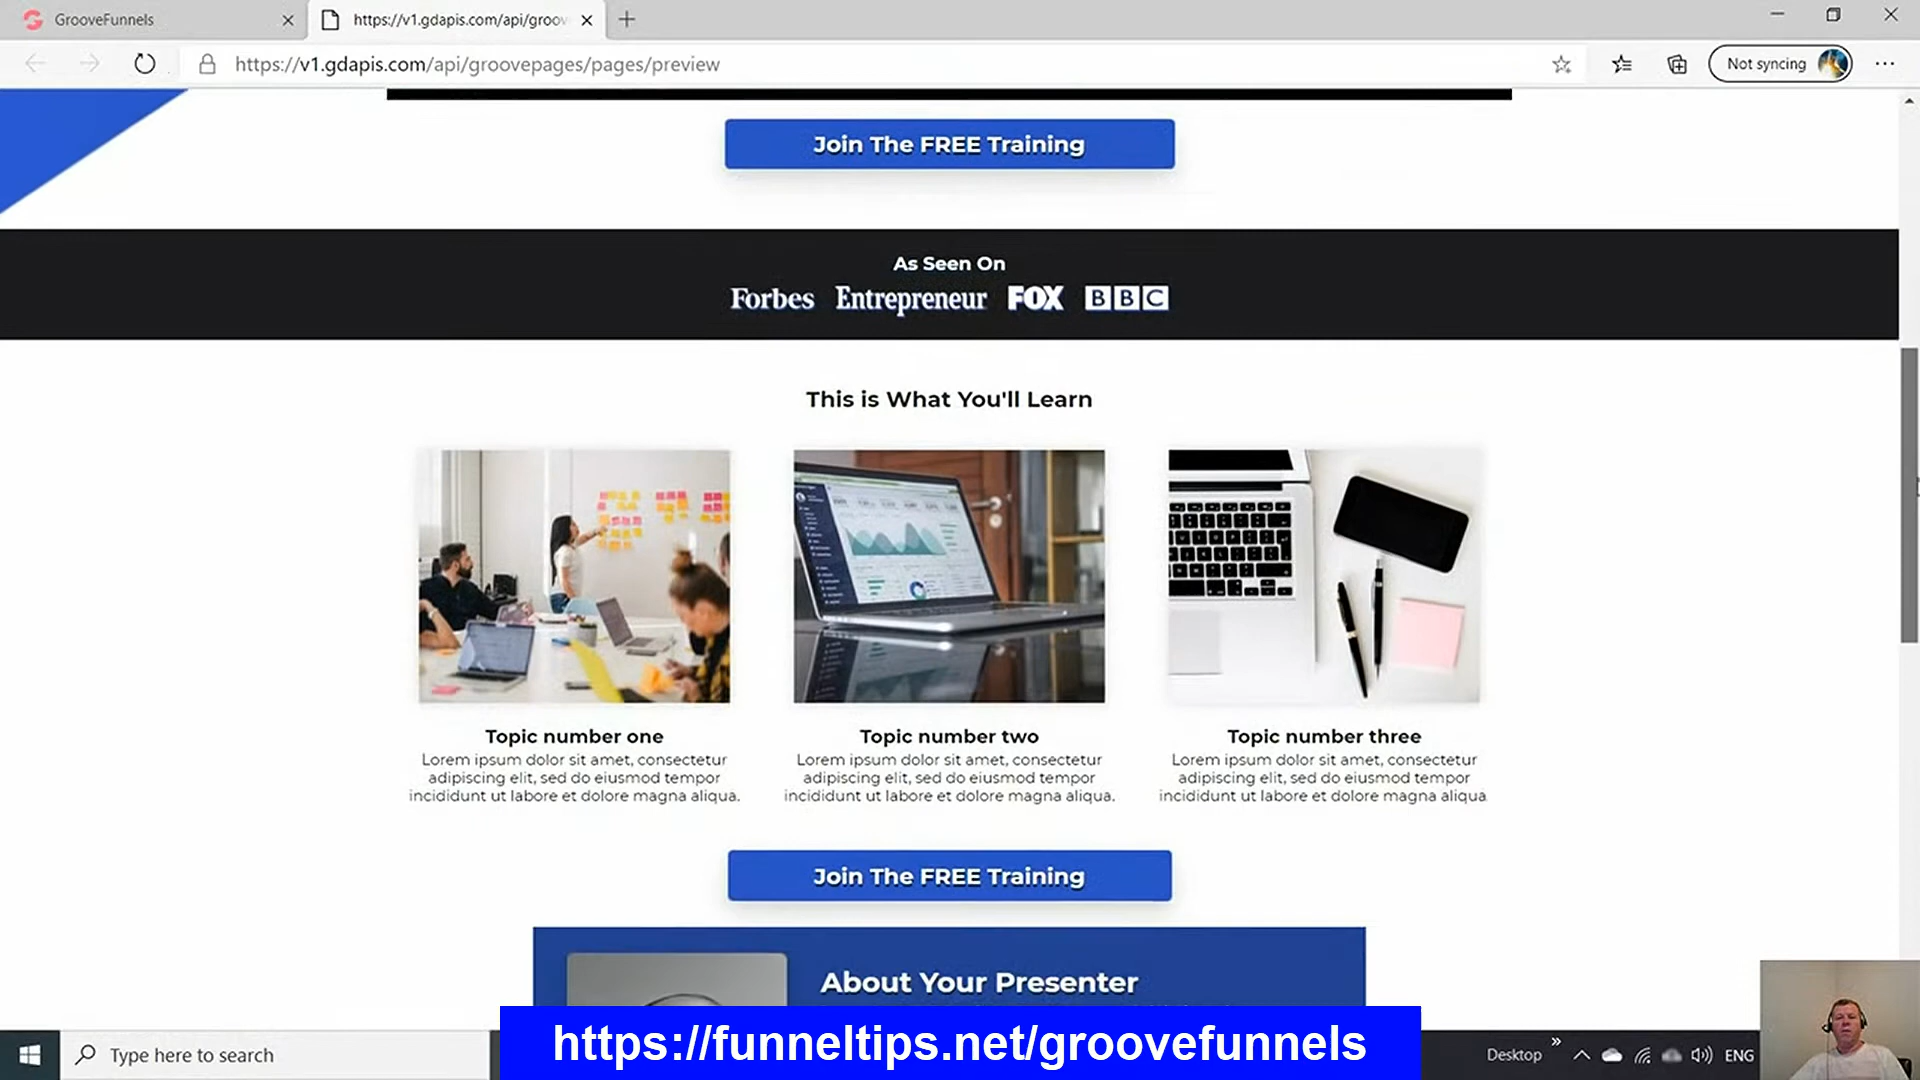 GrooveFunnels
https://v1.gdapis.com/api/groov
https://v1.gdapis.com/api/groovepages/pages/preview
Not syncing
Join The FREE Training
As Seen On
Forbes Entrepreneur FOX BBC
This is What You'll Learn
Topic number one
Lorem ipsum dolor sit amet, consectetur
adipiscing elit, sed do eiusmod tempor
incididunt ut labore et dolore magna aliqua.
Topic number two
Lorem ipsum dolor sit amet, consectetur
adipiscing elit, sed do eiusmod tempor
incididunt ut labore et dolore magna aliqua.
Topic number three
Lorem ipsum dolor sit amet, consectetur
adipiscing elit, sed do eiusmod tempor
incididunt ut labore et dolore magna aliqua
Join The FREE Training
About Your Presenter
https://funneltips.net/groovefunnels
Type here to search
Desktop
ENG